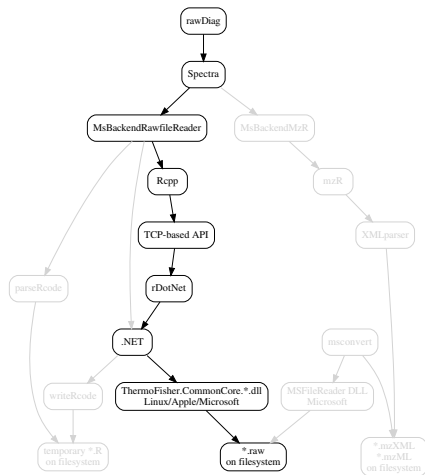 rawDiag
Spectra
MsBackendRawfileReader
MsBackendMzR
Rcpp
mzR
TCP-based API
XMLparser
parseRcode
rDotNet
.NET
msconvert
writeRcode
ThermoFisher.CommonCore.*.dll
Linux/Apple/Microsoft
MSFileReader DLL
Microsoft
temporary *.R
on filesystem
*.raw
on filesystem
*.mzXML
*.mzML
on filesystem